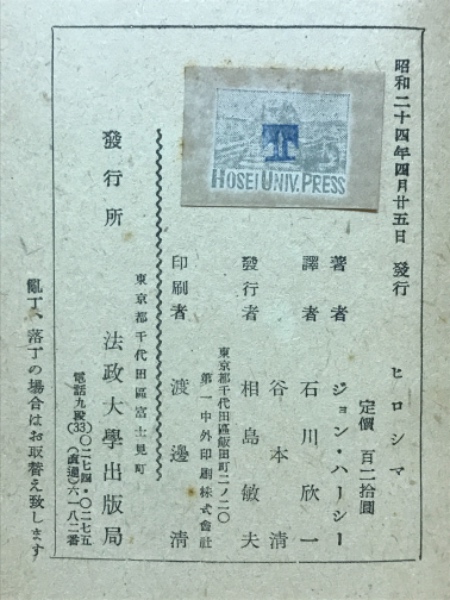 昭和二十四年四月廿五日　發行
ヒロシマ
定價　百二拾圓
著者　ジョン・ハーシー
譯者　石川欣一
谷本清
發行者　相島敏夫
東京都千代田區飯田町二ノ二〇
第一中外印刷株式會社
印刷者　渡邊清
東京都千代田區富士見町
發行所　法政大學出版局
電話九段(33)〇二七四・〇二七五
(直通)六一八二番
亂丁、落丁の場合はお取替え致します
HOSEI UNIV. PRESS